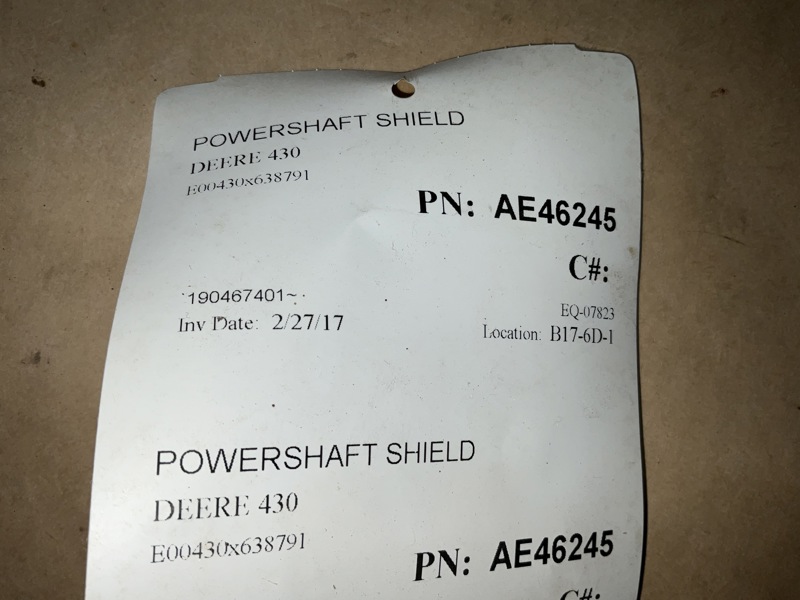 POWERSHAFT SHIELD
DEERE 430
E00430x638791
PN: AE46245
C#:
190467401~
EQ-07823
Inv Date: 2/27/17
Location: B17-6D-1
POWERSHAFT SHIELD
DEERE 430
E00430x638791
PN: AE46245
C#: